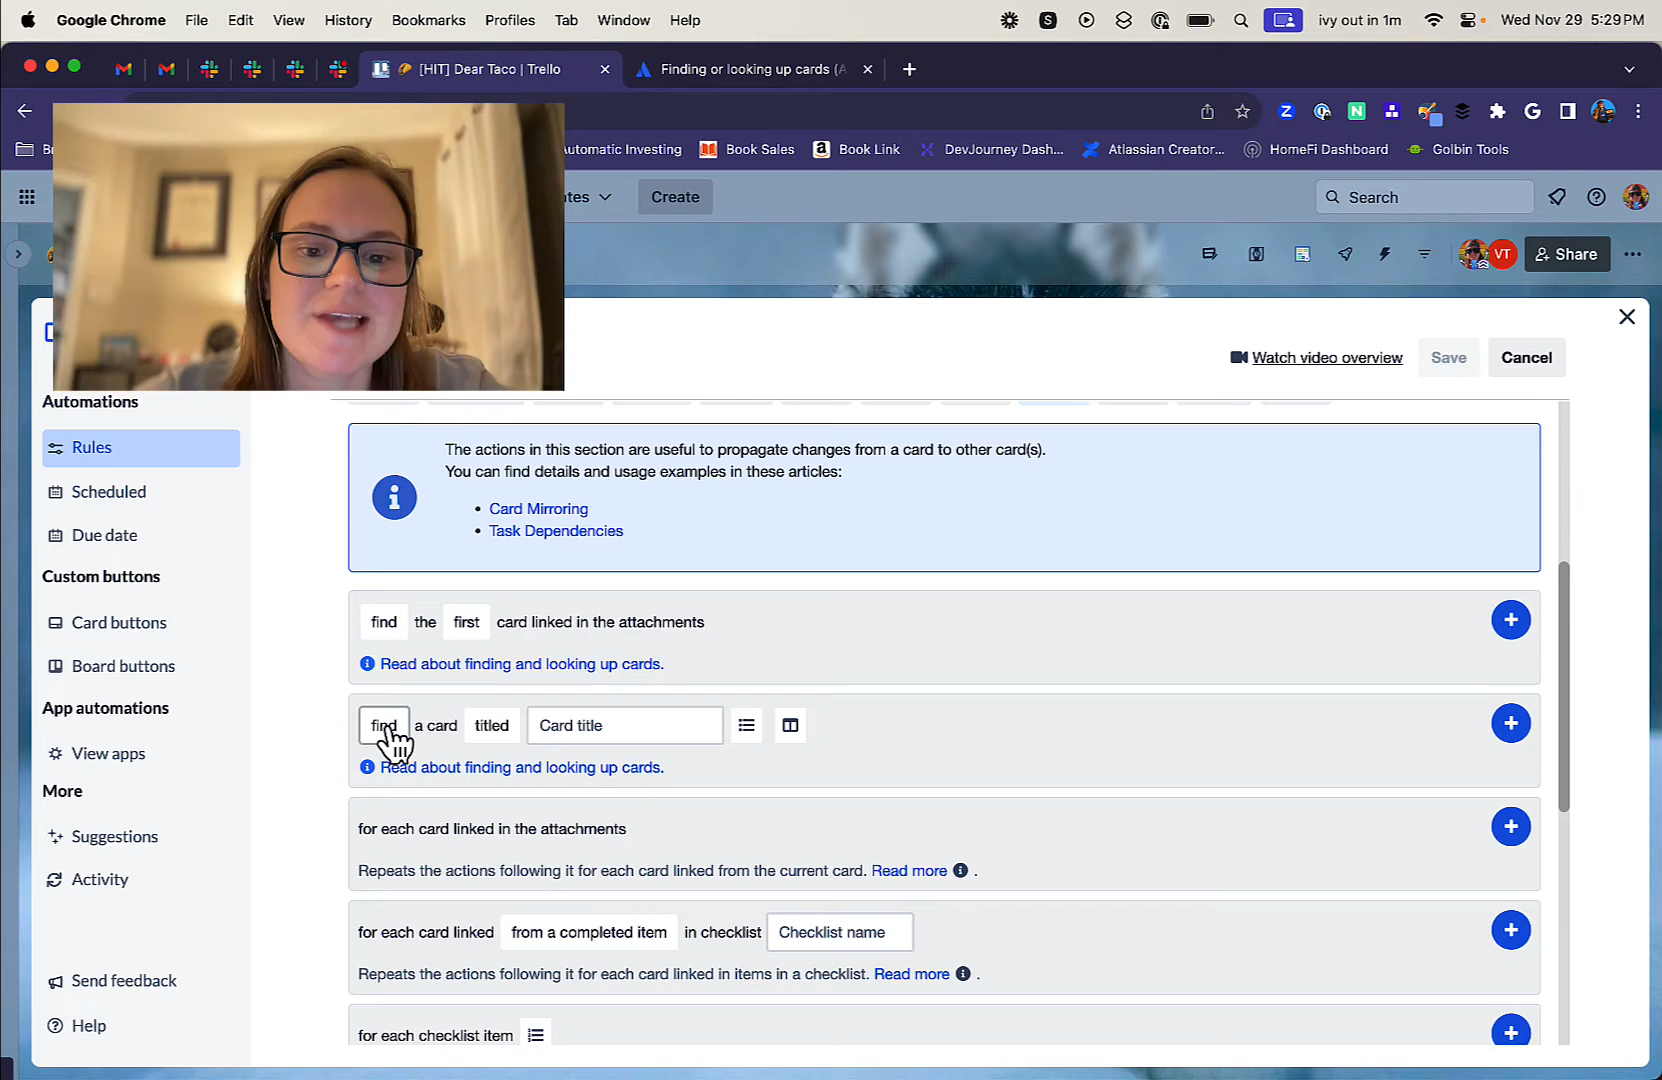 Google Chrome File Edit View History Bookmarks Profiles Tab Window Help S ivy out in 1m Wed Nov 29 5:29 PM
[HIT] Dear Taco | Trello Finding or looking up cards (A
Automatic Investing Book Sales Book Link DevJourney Dash... Atlassian Creator... HomeFi Dashboard Golbin Tools
Create Search
VT Share
Watch video overview Save Cancel
Automations
Rules
Scheduled
Due date
Custom buttons
Card buttons
Board buttons
App automations
View apps
More
Suggestions
Activity
Send feedback
Help
The actions in this section are useful to propagate changes from a card to other card(s).
You can find details and usage examples in these articles:
• Card Mirroring
• Task Dependencies
find the first card linked in the attachments
Read about finding and looking up cards.
find a card titled Card title
Read about finding and looking up cards.
for each card linked in the attachments
Repeats the actions following it for each card linked from the current card. Read more .
for each card linked from a completed item in checklist Checklist name
Repeats the actions following it for each card linked in items in a checklist. Read more .
for each checklist item